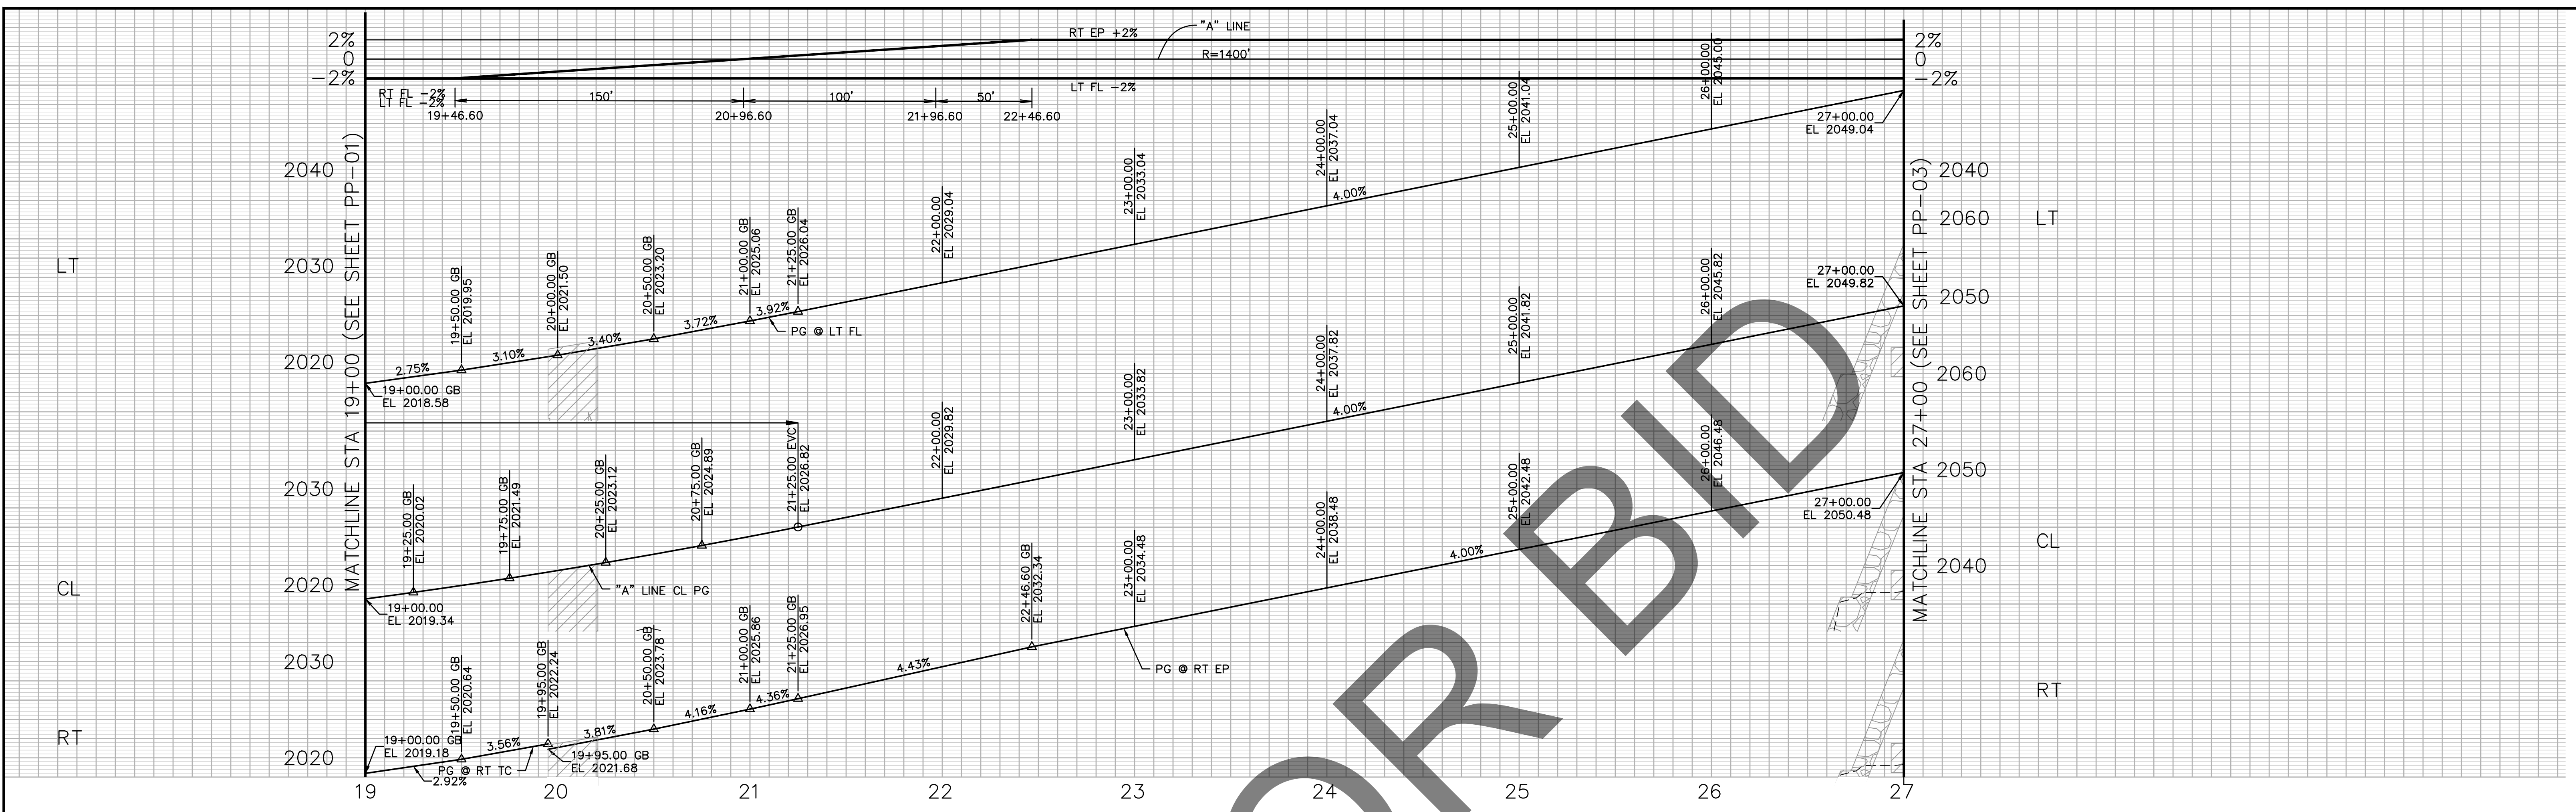 2%
0
-2%
RT FL -2%
LT FL -2%
150'
100'
50'
19+46.60
20+96.60
21+96.60
22+46.60
RT EP +2%
"A" LINE
R=1400'
LT FL -2%
2%
0
-2%
MATCHLINE STA 19+00 (SEE SHEET PP-01)
MATCHLINE STA 27+00 (SEE SHEET PP-03)
LT
2040
2030
2020
19+00.00 GB
EL 2018.58
2.75%
19+50.00 GB
EL 2019.95
3.10%
20+00.00 GB
EL 2021.50
3.40%
20+50.00 GB
EL 2023.20
3.72%
21+00.00 GB
EL 2025.06
3.92%
21+25.00 GB
EL 2026.04
PG @ LT FL
22+00.00
EL 2029.04
23+00.00
EL 2033.04
24+00.00
EL 2037.04
4.00%
25+00.00
EL 2041.04
26+00.00
EL 2045.00
27+00.00
EL 2049.04
2040
2060
LT
2050
CL
2030
2020
19+00.00
EL 2019.34
19+25.00 GB
EL 2020.02
19+75.00 GB
EL 2021.49
20+25.00 GB
EL 2023.12
"A" LINE CL PG
20+75.00 GB
EL 2024.89
21+25.00 EVC
EL 2026.82
22+00.00
EL 2029.82
23+00.00
EL 2033.82
24+00.00
EL 2037.82
4.00%
25+00.00
EL 2041.82
26+00.00
EL 2045.82
27+00.00
EL 2049.82
2060
2050
CL
2040
RT
2030
2020
19+00.00 GB
EL 2019.18
2.92%
19+50.00 GB
EL 2020.64
3.56%
PG @ RT TC
19+95.00 GB
EL 2022.24
19+95.00 GB
EL 2021.68
3.81%
20+50.00 GB
EL 2023.78
4.16%
21+00.00 GB
EL 2025.86
4.36%
21+25.00 GB
EL 2026.95
4.43%
22+46.60 GB
EL 2032.34
PG @ RT EP
23+00.00
EL 2034.48
24+00.00
EL 2038.48
4.00%
25+00.00
EL 2042.48
26+00.00
EL 2046.48
27+00.00
EL 2050.48
RT
19
20
21
22
23
24
25
26
27
OR BID